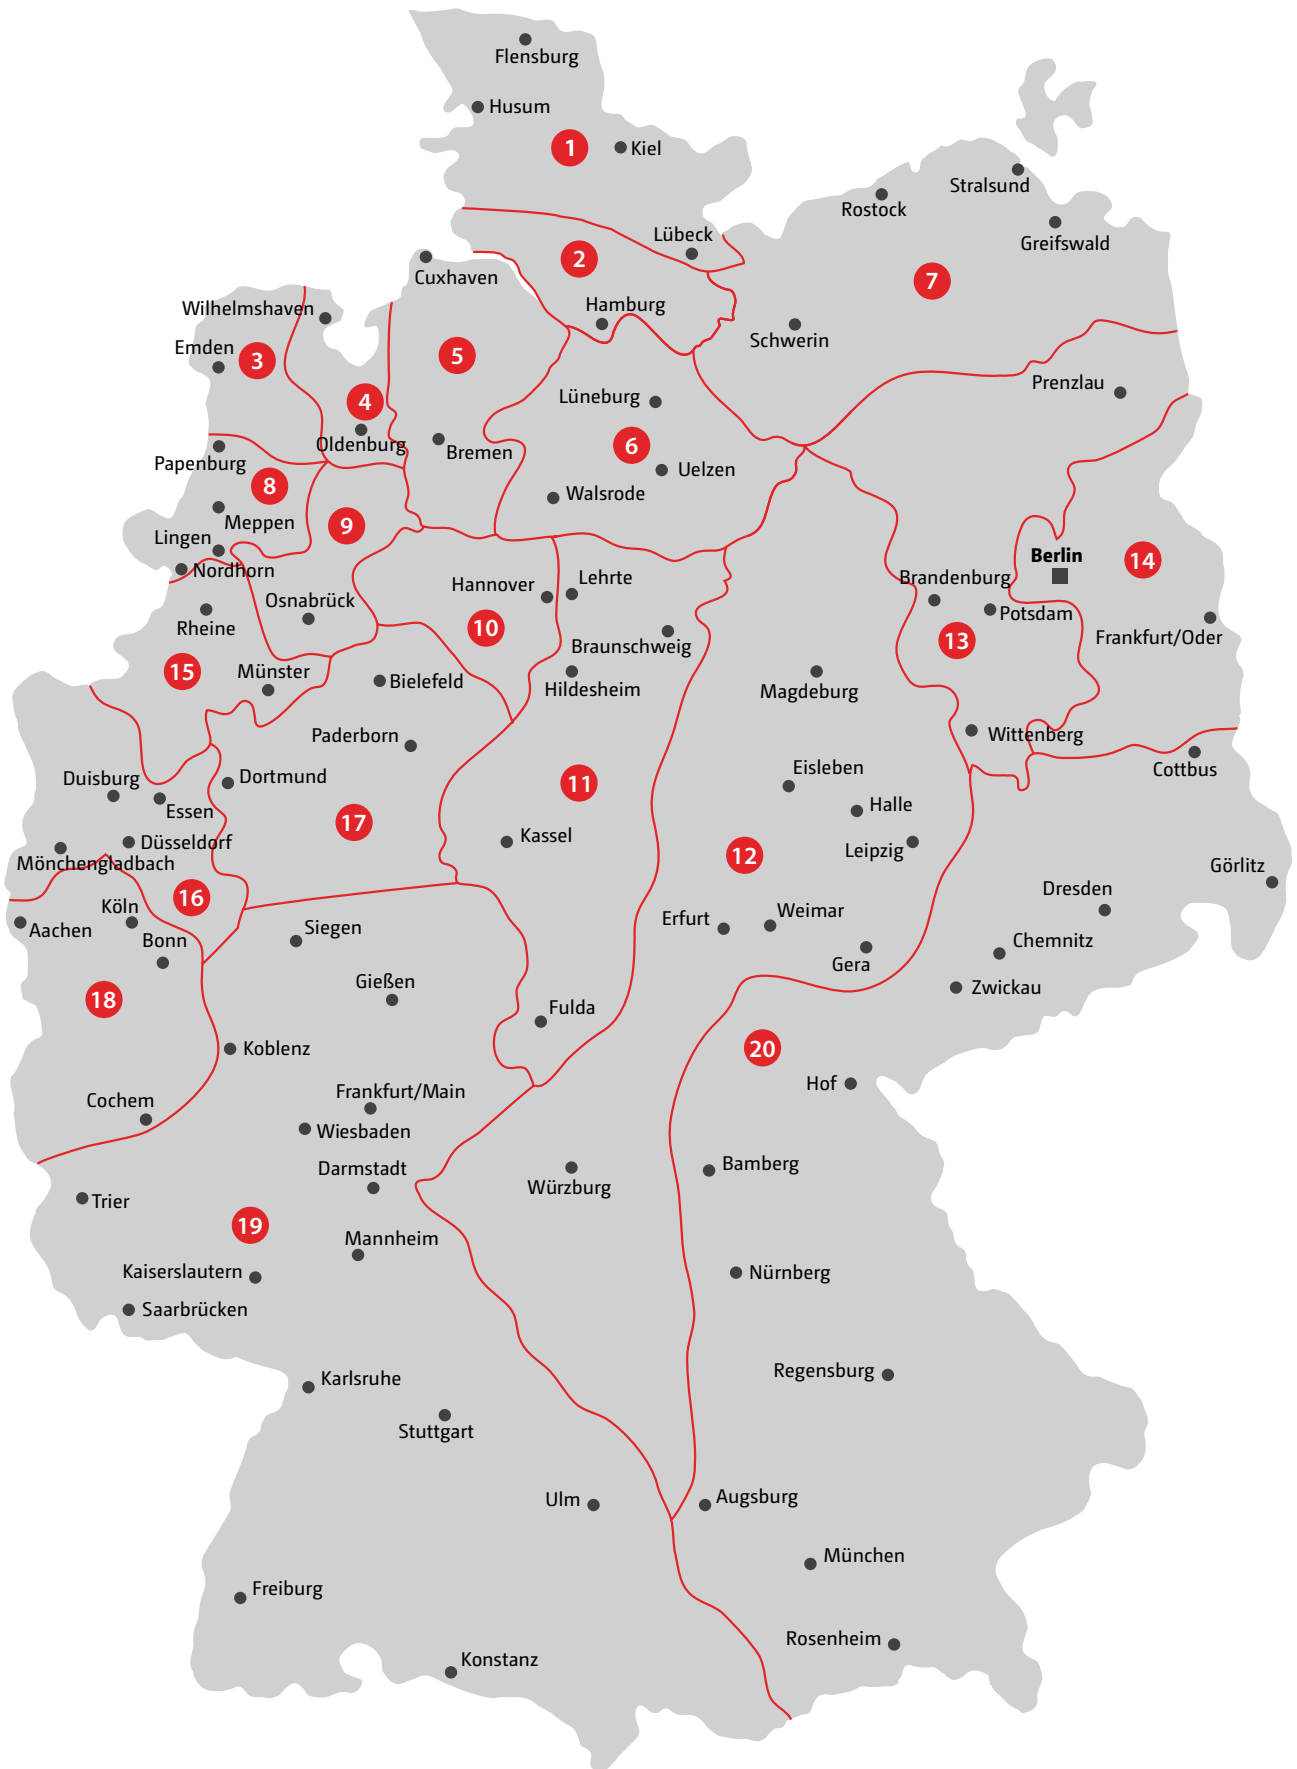 Flensburg
Husum
1
Kiel
Stralsund
Rostock
Greifswald
Lübeck
2
Cuxhaven
7
Wilhelmshaven
Hamburg
Schwerin
Emden
3
5
Prenzlau
4
Lüneburg
Oldenburg
Bremen
6
Papenburg
Uelzen
8
Walsrode
Meppen
9
Lingen
Berlin
14
Nordhorn
Hannover
Lehrte
Brandenburg
Osnabrück
Potsdam
Rheine
10
Braunschweig
13
Frankfurt/Oder
15
Münster
Bielefeld
Hildesheim
Magdeburg
Paderborn
Wittenberg
Duisburg
Dortmund
11
Eisleben
Cottbus
Essen
17
Halle
Düsseldorf
Kassel
12
Leipzig
Mönchengladbach
Görlitz
16
Dresden
Köln
Aachen
Siegen
Erfurt
Weimar
Bonn
Chemnitz
Gera
18
Gießen
Zwickau
Fulda
Koblenz
20
Hof
Cochem
Frankfurt/Main
Wiesbaden
Darmstadt
Würzburg
Bamberg
Trier
19
Mannheim
Kaiserslautern
Nürnberg
Saarbrücken
Karlsruhe
Regensburg
Stuttgart
Ulm
Augsburg
München
Freiburg
Rosenheim
Konstanz